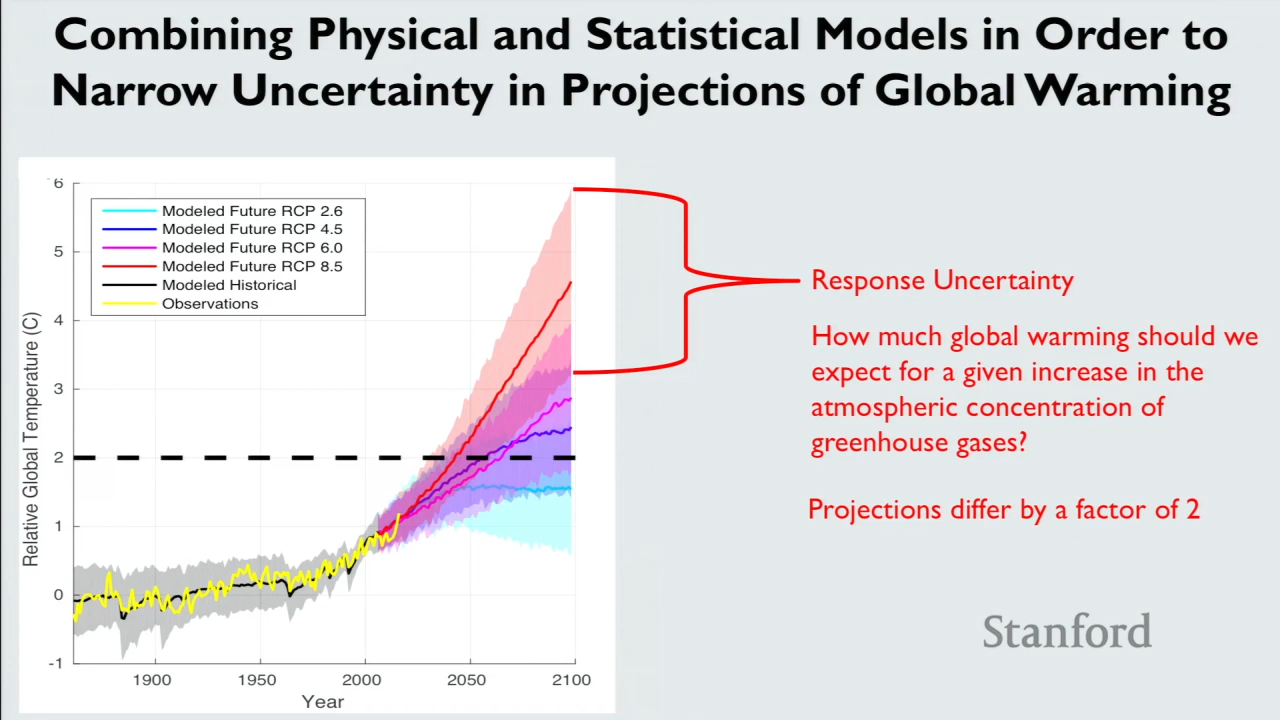 Combining Physical and Statistical Models in Order to
Narrow Uncertainty in Projections of Global Warming
6
5
4
3
2
1
0
-1
Relative Global Temperature (C)
Modeled Future RCP 2.6
Modeled Future RCP 4.5
Modeled Future RCP 6.0
Modeled Future RCP 8.5
Modeled Historical
Observations
1900 1950 2000 2050 2100
Year
Response Uncertainty
How much global warming should we
expect for a given increase in the
atmospheric concentration of
greenhouse gases?
Projections differ by a factor of 2
Stanford